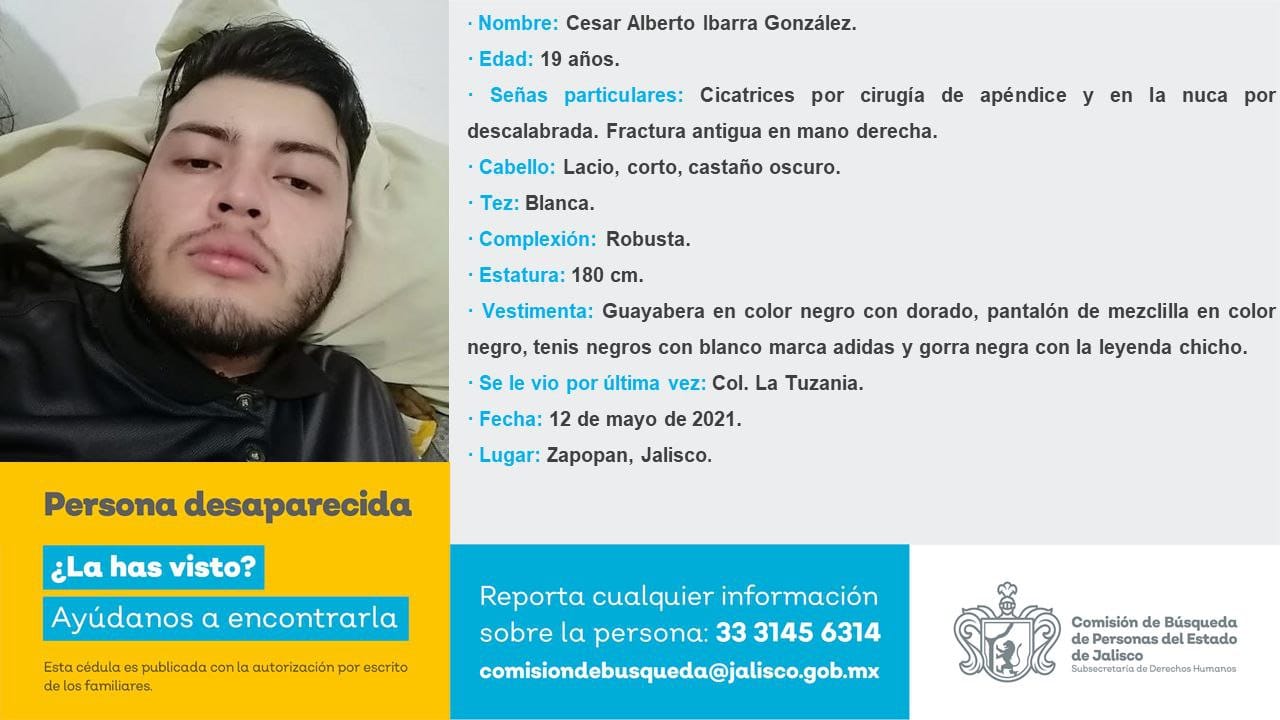 · Nombre: Cesar Alberto Ibarra González.
· Edad: 19 años.
· Señas particulares: Cicatrices por cirugía de apéndice y en la nuca por
descalabrada. Fractura antigua en mano derecha.
· Cabello: Lacio, corto, castaño oscuro.
· Tez: Blanca.
· Complexión: Robusta.
· Estatura: 180 cm.
· Vestimenta: Guayabera en color negro con dorado, pantalón de mezclilla en color
negro, tenis negros con blanco marca adidas y gorra negra con la leyenda chicho.
· Se le vio por última vez: Col. La Tuzania.
· Fecha: 12 de mayo de 2021.
· Lugar: Zapopan, Jalisco.
Persona desaparecida
¿La has visto?
Ayúdanos a encontrarla
Esta cédula es publicada con la autorización por escrito
de los familiares.
Reporta cualquier información
sobre la persona: 33 3145 6314
comisiondebusqueda@jalisco.gob.mx
Comisión de Búsqueda
de Personas del Estado
de Jalisco
Subsecretaría de Derechos Humanos